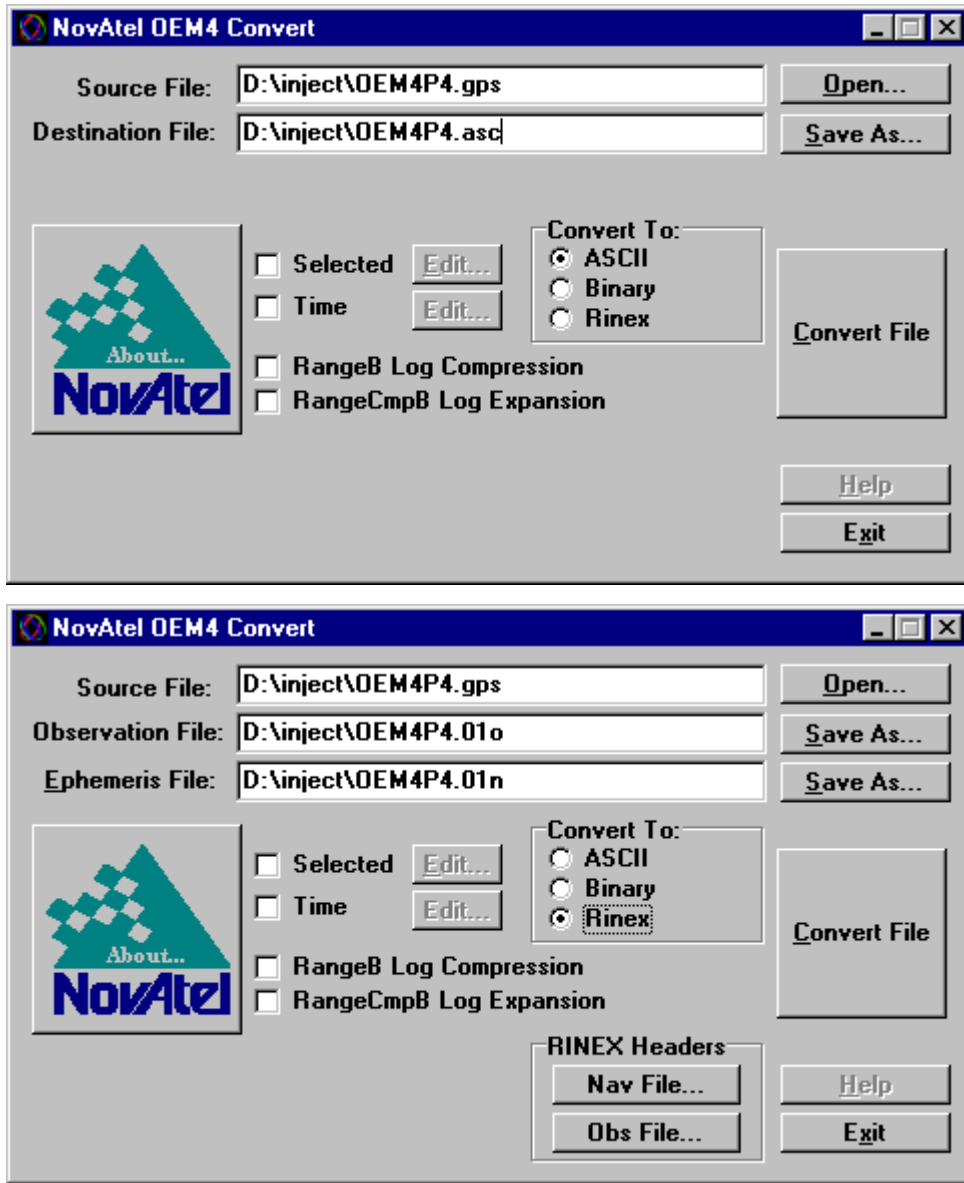 NovAtel OEM4 Convert
Source File: D:\inject\OEM4P4.gps Open...
Destination File: D:\inject\OEM4P4.asc Save As...
Convert To:
Selected Edit... ASCII
Time Edit... Binary
Rinex
Convert File
About...
NovAtel
RangeB Log Compression
RangeCmpB Log Expansion
Help
Exit
NovAtel OEM4 Convert
Source File: D:\inject\OEM4P4.gps Open...
Observation File: D:\inject\OEM4P4.01o Save As...
Ephemeris File: D:\inject\OEM4P4.01n Save As...
Convert To:
Selected Edit... ASCII
Time Edit... Binary
Rinex
Convert File
About...
NovAtel
RangeB Log Compression
RangeCmpB Log Expansion
RINEX Headers
Nav File... Help
Obs File... Exit